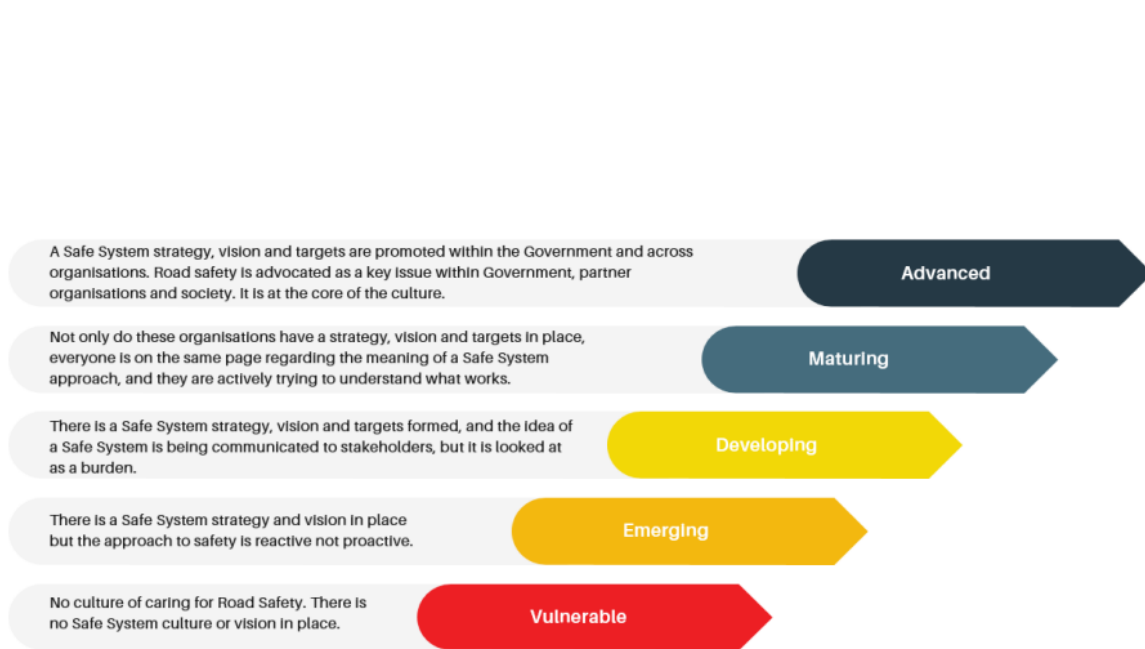 A Safe System strategy, vision and targets are promoted within the Government and across
organisations. Road safety is advocated as a key issue within Government, partner
organisations and society. It is at the core of the culture.
Advanced
Not only do these organisations have a strategy, vision and targets in place,
everyone is on the same page regarding the meaning of a Safe System
approach, and they are actively trying to understand what works.
Maturing
There is a Safe System strategy, vision and targets formed, and the idea of
a Safe System is being communicated to stakeholders, but it is looked at
as a burden.
Developing
There is a Safe System strategy and vision in place
but the approach to safety is reactive not proactive.
Emerging
No culture of caring for Road Safety. There is
no Safe System culture or vision in place.
Vulnerable